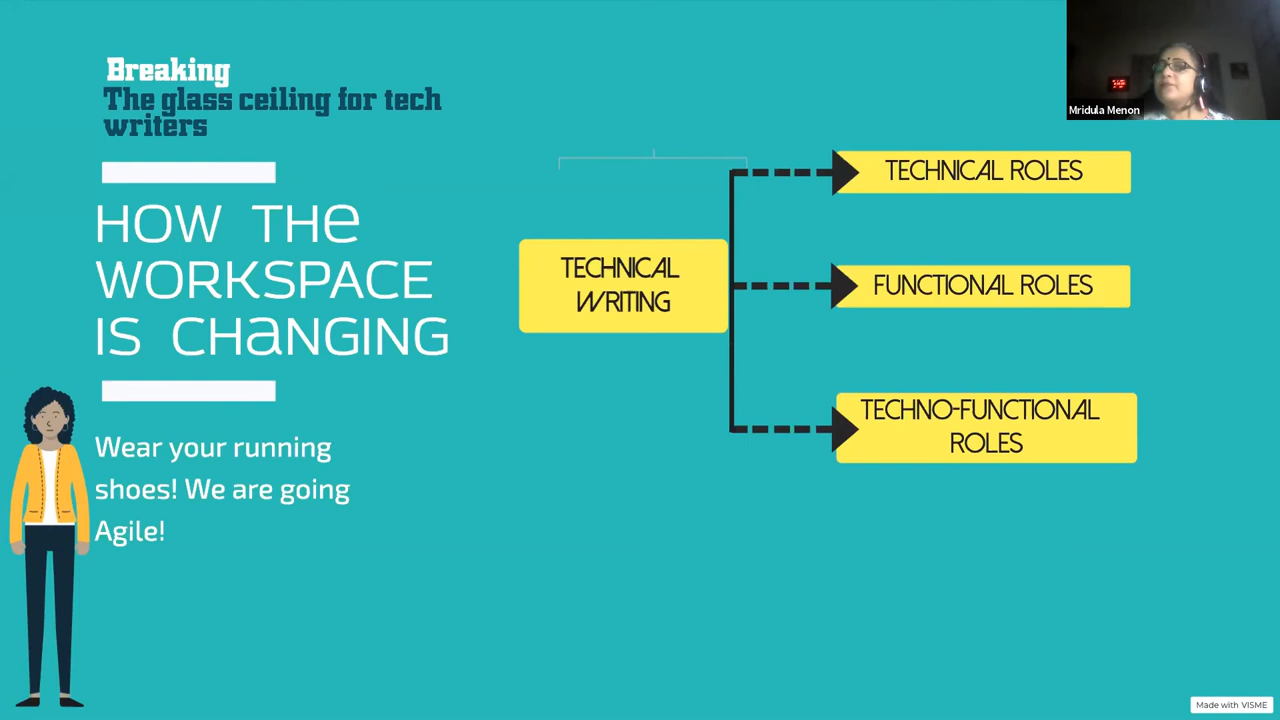 Breaking
The glass ceiling for tech
writers
HOW THe
WORKSPACE
IS CHaNGING
Wear your running
shoes! We are going
Agile!
TECHNICAL
WRITING
TECHNICAL ROLES
FUNCTIONAL ROLES
TECHNO-FUNCTIONAL
ROLES
Mridula Menon
Made with VISME